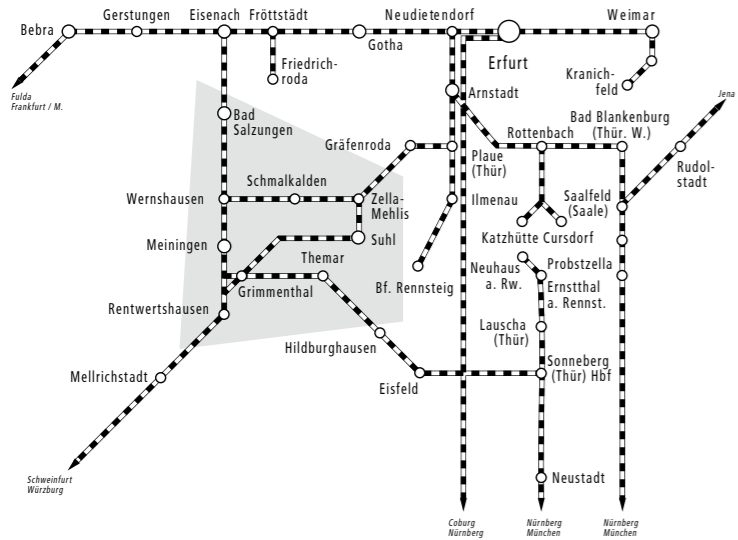 Gerstungen
Eisenach
Fröttstädt
Neudietendorf
Weimar
Bebra
Gotha
Erfurt
Friedrich-
roda
Kranich-
feld
Fulda
Frankfurt / M.
Arnstadt
Jena
Bad
Salzungen
Bad Blankenburg
(Thür. W.)
Rottenbach
Gräfenroda
Plaue
(Thür)
Rudol-
stadt
Schmalkalden
Wernshausen
Zella-
Mehlis
Ilmenau
Saalfeld
(Saale)
Suhl
Meiningen
Katzhütte Cursdorf
Themar
Neuhaus
a. Rw.
Probstzella
Bf. Rennsteig
Grimmenthal
Ernstthal
a. Rennst.
Rentwertshausen
Lauscha
(Thür)
Hildburghausen
Sonneberg
(Thür) Hbf
Mellrichstadt
Eisfeld
Neustadt
Schweinfurt
Würzburg
Coburg
Nürnberg
Nürnberg
München
Nürnberg
München